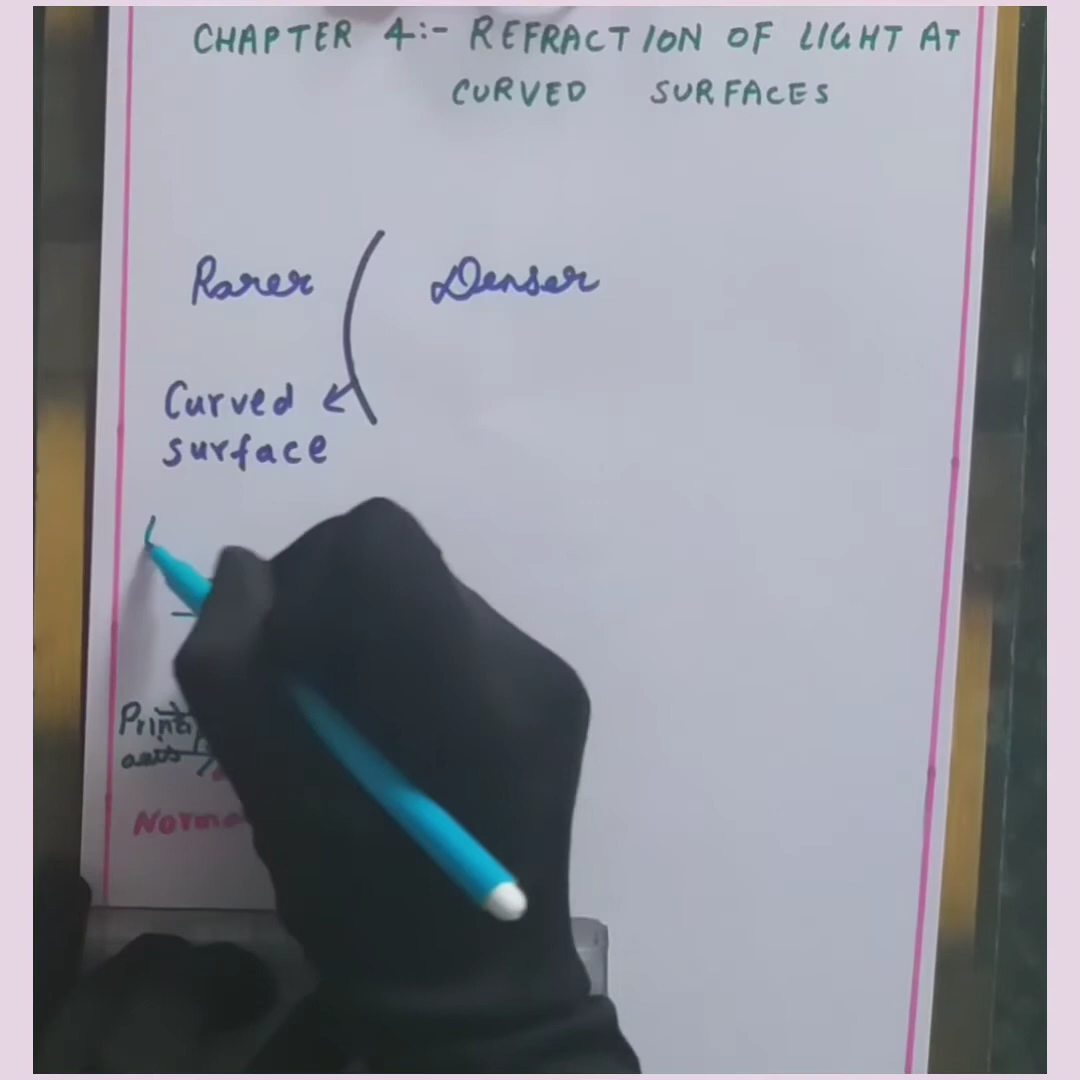 CHAPTER 4:- REFRACTION OF LIGHT AT
CURVED SURFACES
Rarer Denser
Curved
surface